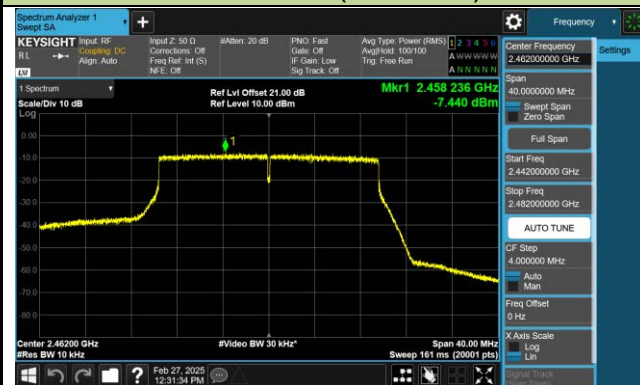 Spectrum Analyzer 1
Swept SA
Frequency
KEYSIGHT
RL
LXI
Input: RF
Coupling: DC
Align: Auto
Input Z: 50 Ω
Corrections: Off
Freq Ref: Int (S)
NFE: Off
#Atten: 20 dB
PNO: Fast
Gate: Off
IF Gain: Low
Sig Track: Off
Avg Type: Power (RMS)
Avg|Hold: 100/100
Trig: Free Run
1 2 3 4 5 6
A W W W W W
A N N N N N
1 Spectrum
Scale/Div 10 dB
Log
Ref Lvl Offset 21.00 dB
Ref Level 10.00 dBm
Mkr1 2.458 236 GHz
-7.440 dBm
1
0.00
-10.0
-20.0
-30.0
-40.0
-50.0
-60.0
-70.0
-80.0
Center 2.46200 GHz
#Res BW 10 kHz
#Video BW 30 kHz*
Span 40.00 MHz
Sweep 161 ms (20001 pts)
Center Frequency
2.462000000 GHz
Settings
Span
40.0000000 MHz
Swept Span
Zero Span
Full Span
Start Freq
2.442000000 GHz
Stop Freq
2.482000000 GHz
AUTO TUNE
CF Step
4.000000 MHz
Auto
Man
Freq Offset
0 Hz
X Axis Scale
Log
Lin
Signal Track
?
Feb 27, 2025
12:31:34 PM